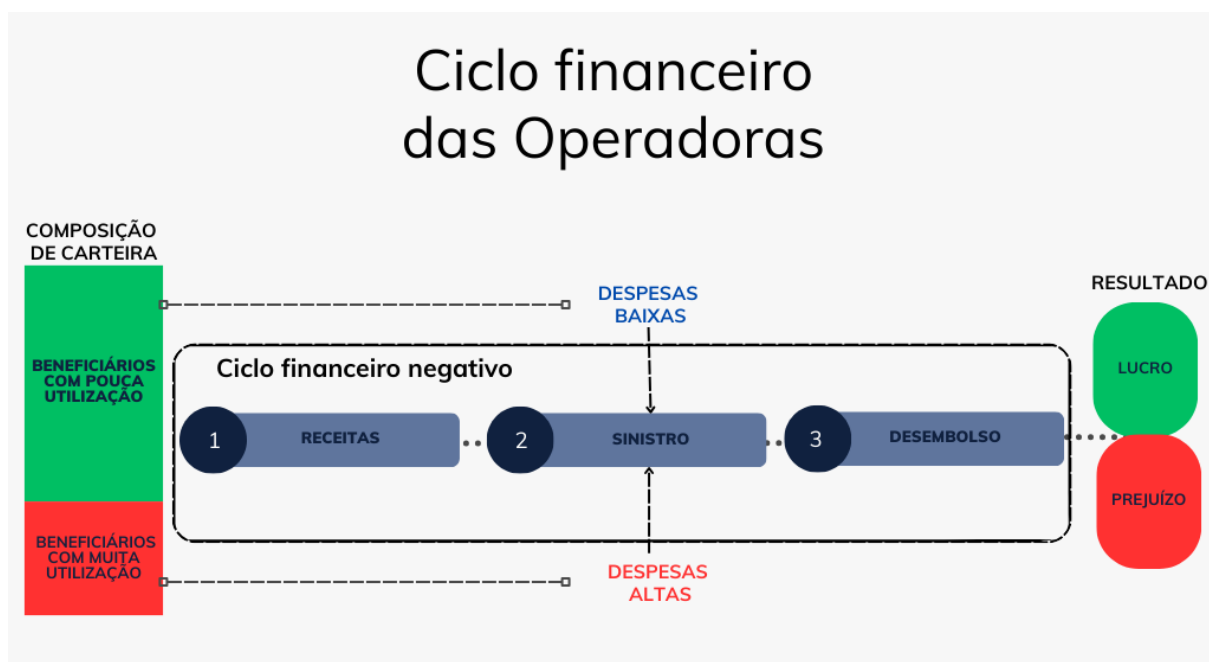 Ciclo financeiro
das Operadoras
COMPOSIÇÃO
DE CARTEIRA
BENEFICIÁRIOS
COM POUCA
UTILIZAÇÃO
BENEFICIÁRIOS
COM MUITA
UTILIZAÇÃO
DESPESAS
BAIXAS
Ciclo financeiro negativo
1
RECEITAS
2
SINISTRO
3
DESEMBOLSO
DESPESAS
ALTAS
RESULTADO
LUCRO
PREJUÍZO